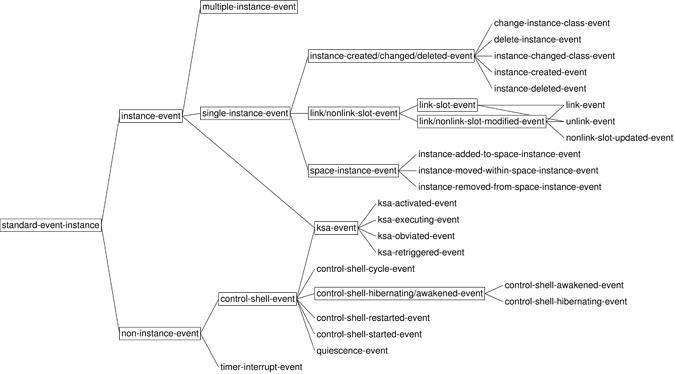 multiple-instance-event
change-instance-class-event
delete-instance-event
instance-created/changed/deleted-event
instance-changed-class-event
instance-created-event
instance-deleted-event
link-slot-event
link-event
instance-event
single-instance-event
link/nonlink-slot-event
link/nonlink-slot-modified-event
unlink-event
nonlink-slot-updated-event
instance-added-to-space-instance-event
space-instance-event
instance-moved-within-space-instance-event
instance-removed-from-space-instance-event
ksa-activated-event
ksa-executing-event
standard-event-instance
ksa-event
ksa-obviated-event
ksa-retriggered-event
control-shell-cycle-event
control-shell-awakened-event
control-shell-event
control-shell-hibernating/awakened-event
control-shell-hibernating-event
control-shell-restarted-event
non-instance-event
control-shell-started-event
quiescence-event
timer-interrupt-event